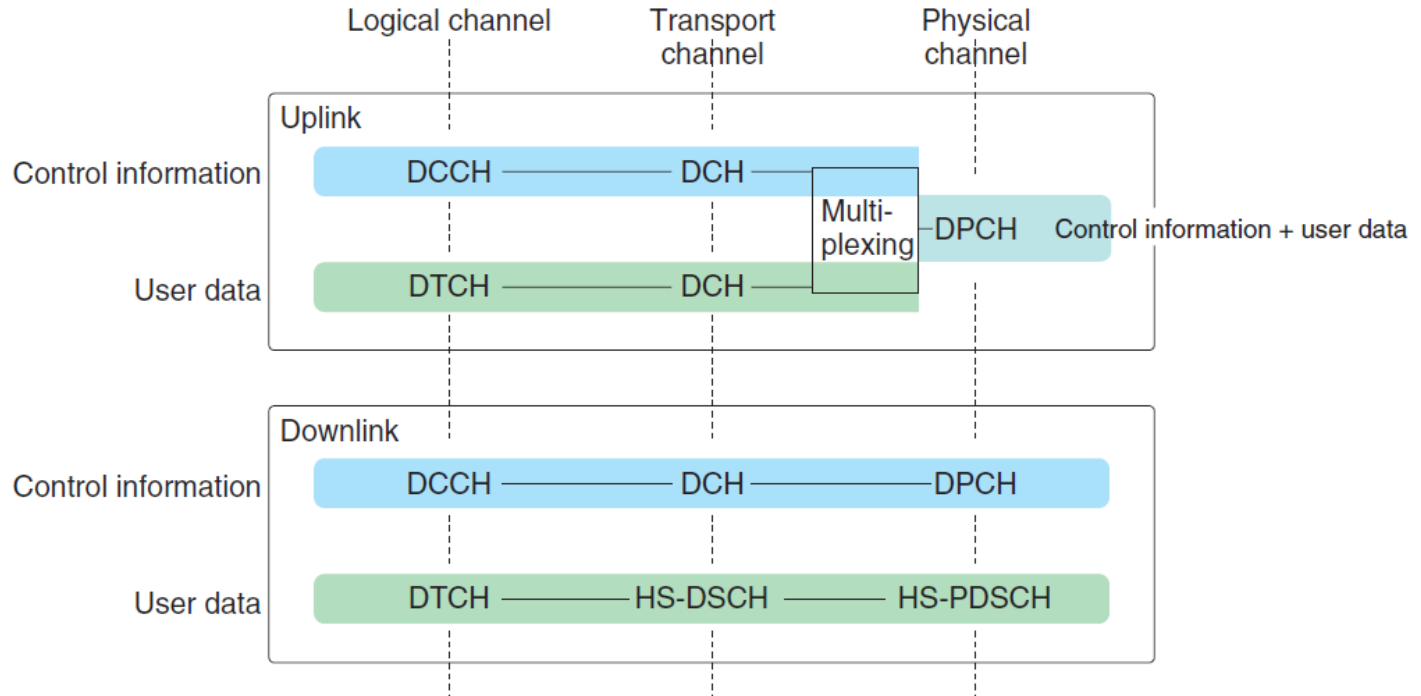 Logical channel
Transport
channel
Physical
channel
Uplink
Control information
DCCH
DCH
Multi-
plexing
DPCH
Control information + user data
User data
DTCH
DCH
Downlink
Control information
DCCH
DCH
DPCH
User data
DTCH
HS-DSCH
HS-PDSCH